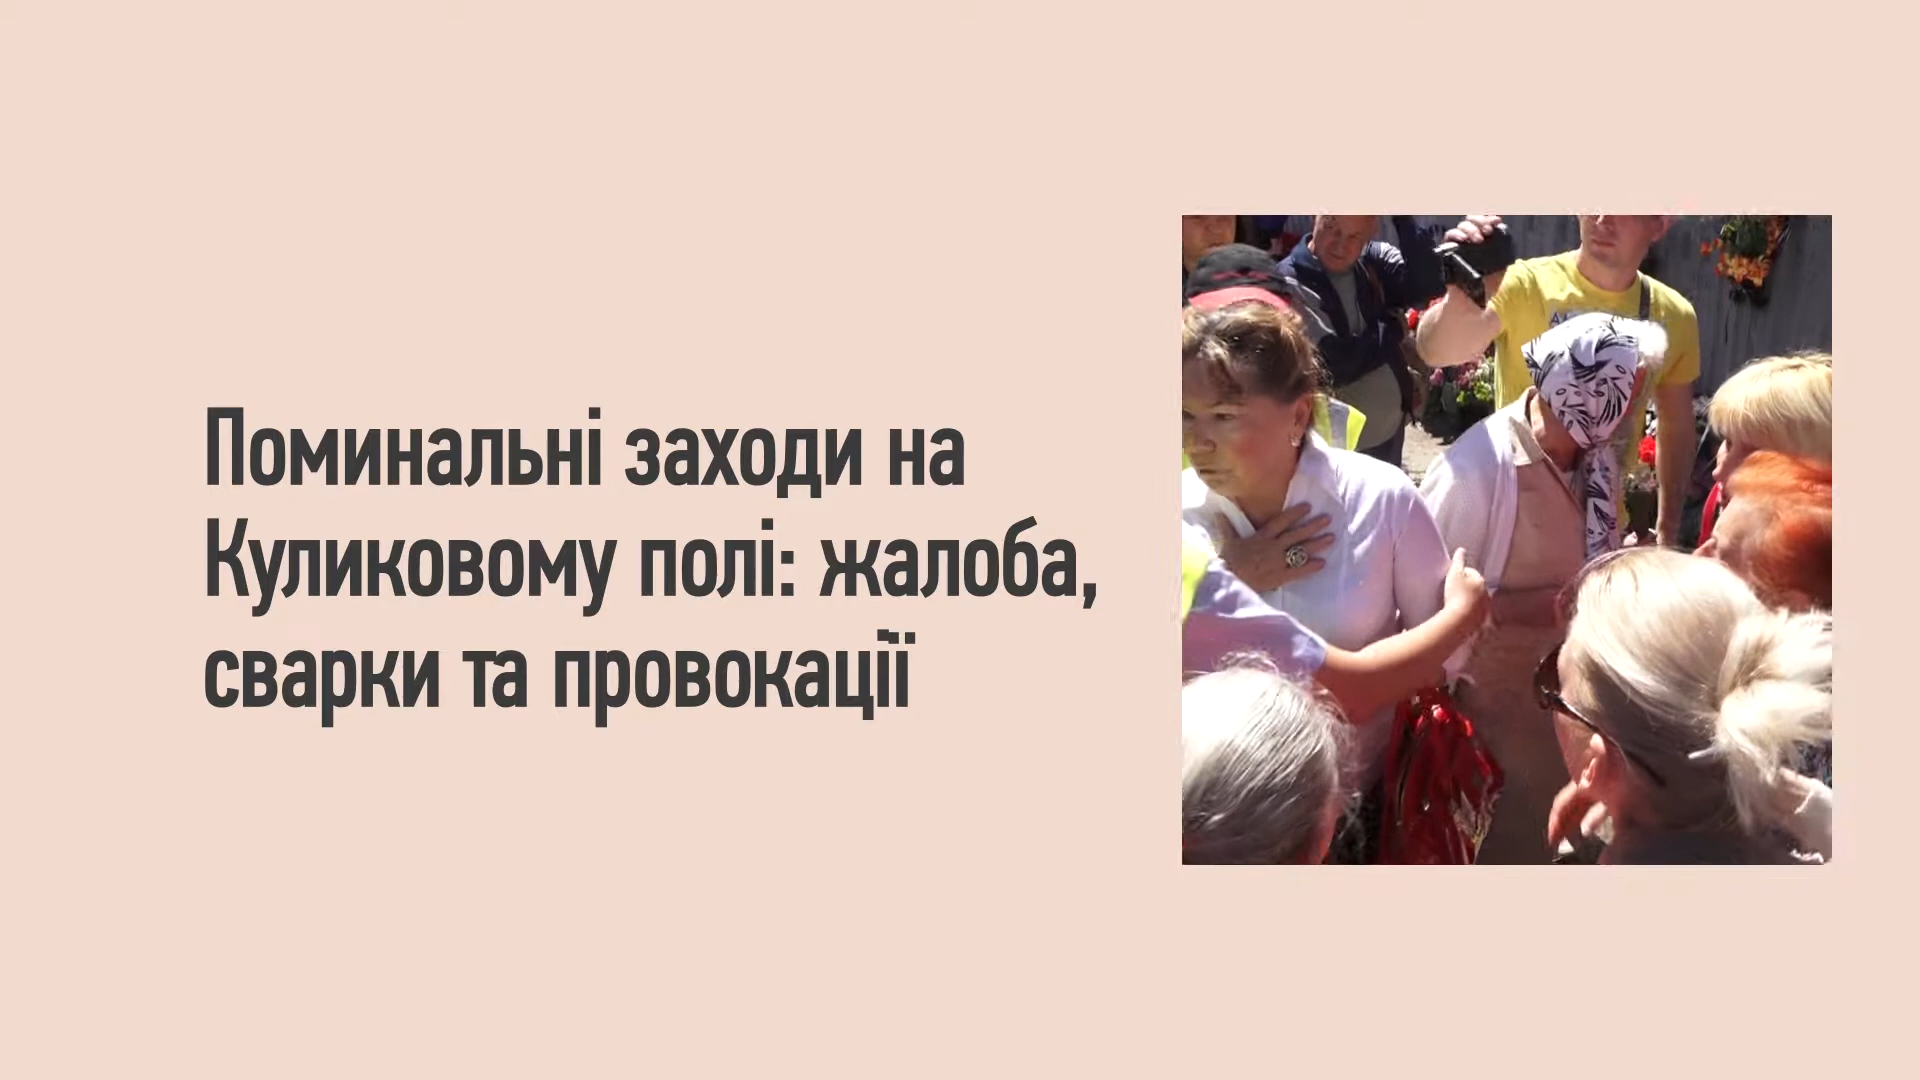 Поминальні заходи на
Куликовому полі: жалоба,
сварки та провокації